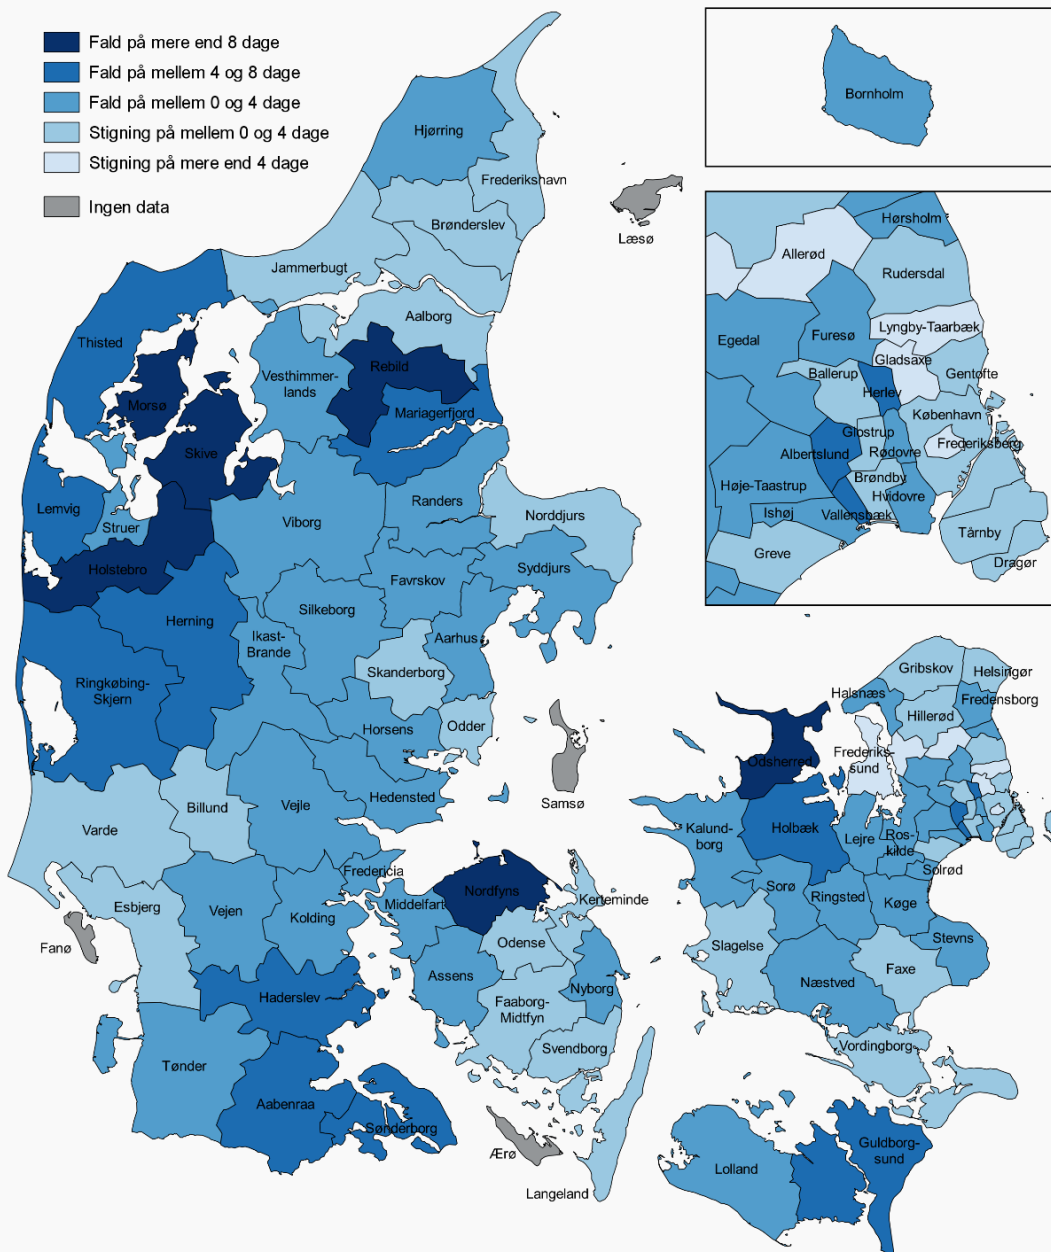 Fald på mere end 8 dage
Fald på mellem 4 og 8 dage
Fald på mellem 0 og 4 dage
Stigning på mellem 0 og 4 dage
Stigning på mere end 4 dage
Ingen data
Hjørring
Frederikshavn
Brønderslev
Læsø
Jammerbugt
Aalborg
Thisted
Rebild
Vesthimmer-
lands
Morsø
Mariagerfjord
Skive
Lemvig
Struer
Viborg
Randers
Norddjurs
Holstebro
Favrskov
Syddjurs
Herning
Silkeborg
Ikast-
Brande
Aarhus
Skanderborg
Ringkøbing-
Skjern
Horsens
Odder
Hedensted
Samsø
Billund
Vejle
Varde
Fredericia
Esbjerg
Vejen
Kolding
Middelfart
Nordfyns
Kerteminde
Fanø
Odense
Assens
Nyborg
Haderslev
Faaborg-
Midtfyn
Svendborg
Tønder
Aabenraa
Sønderborg
Ærø
Langeland
Bornholm
Hørsholm
Allerød
Rudersdal
Egedal
Furesø
Lyngby-Taarbæk
Gladsaxe
Ballerup
Gentofte
Herlev
København
Glostrup
Frederiksberg
Albertslund
Rødovre
Brøndby
Høje-Taastrup
Hvidovre
Ishøj
Vallensbæk
Tårnby
Greve
Dragør
Gribskov
Helsingør
Halsnæs
Fredensborg
Hillerød
Frederiks-
sund
Odsherred
Kalund-
borg
Holbæk
Lejre
Ros-
kilde
Solrød
Sorø
Ringsted
Køge
Slagelse
Stevns
Næstved
Faxe
Vordingborg
Guldborg-
sund
Lolland